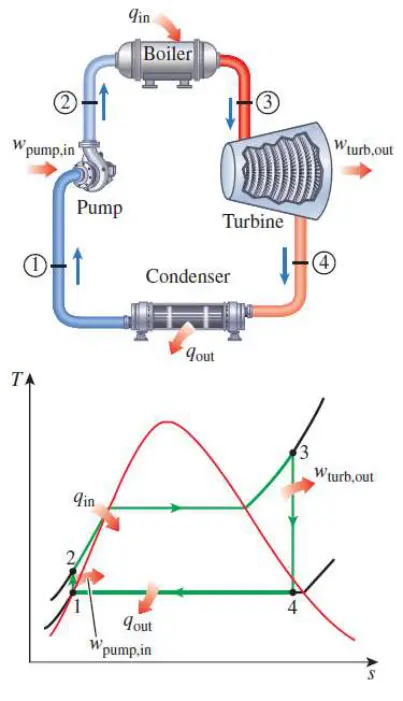 q_in
Boiler
2
3
w_pump,in
w_turb,out
Pump
Turbine
1
4
Condenser
q_out
T
3
w_turb,out
q_in
2
1
4
q_out
w_pump,in
s